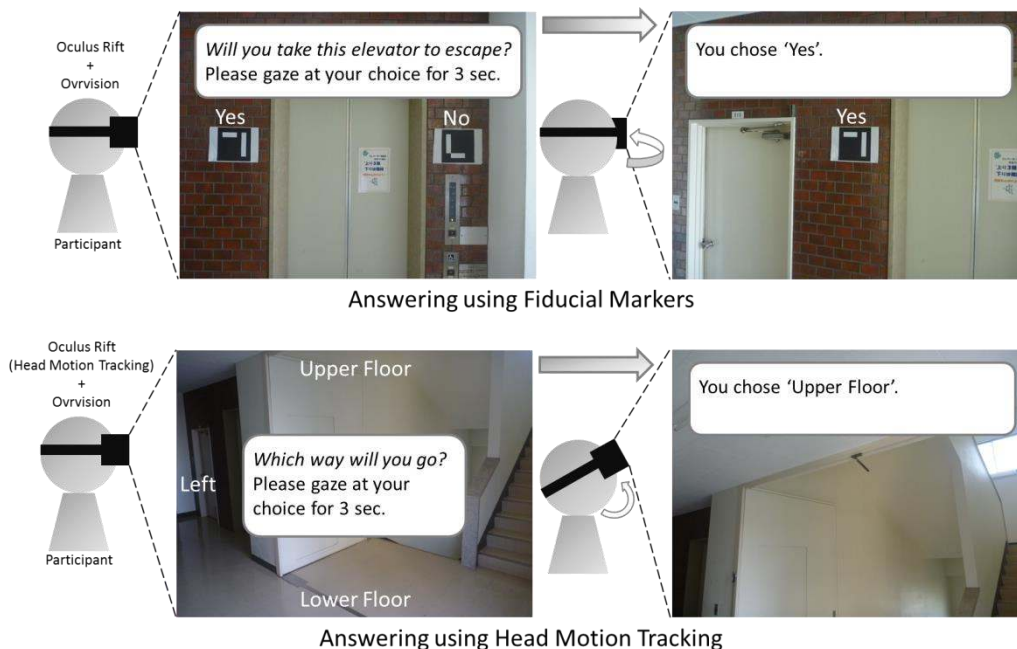 Oculus Rift
+
Ovrvision
Participant
Will you take this elevator to escape?
Please gaze at your choice for 3 sec.
Yes
No
You chose ‘Yes’.
Yes
Answering using Fiducial Markers
Oculus Rift
(Head Motion Tracking)
+
Ovrvision
Participant
Upper Floor
Left
Which way will you go?
Please gaze at your
choice for 3 sec.
Lower Floor
You chose ‘Upper Floor’.
Answering using Head Motion Tracking